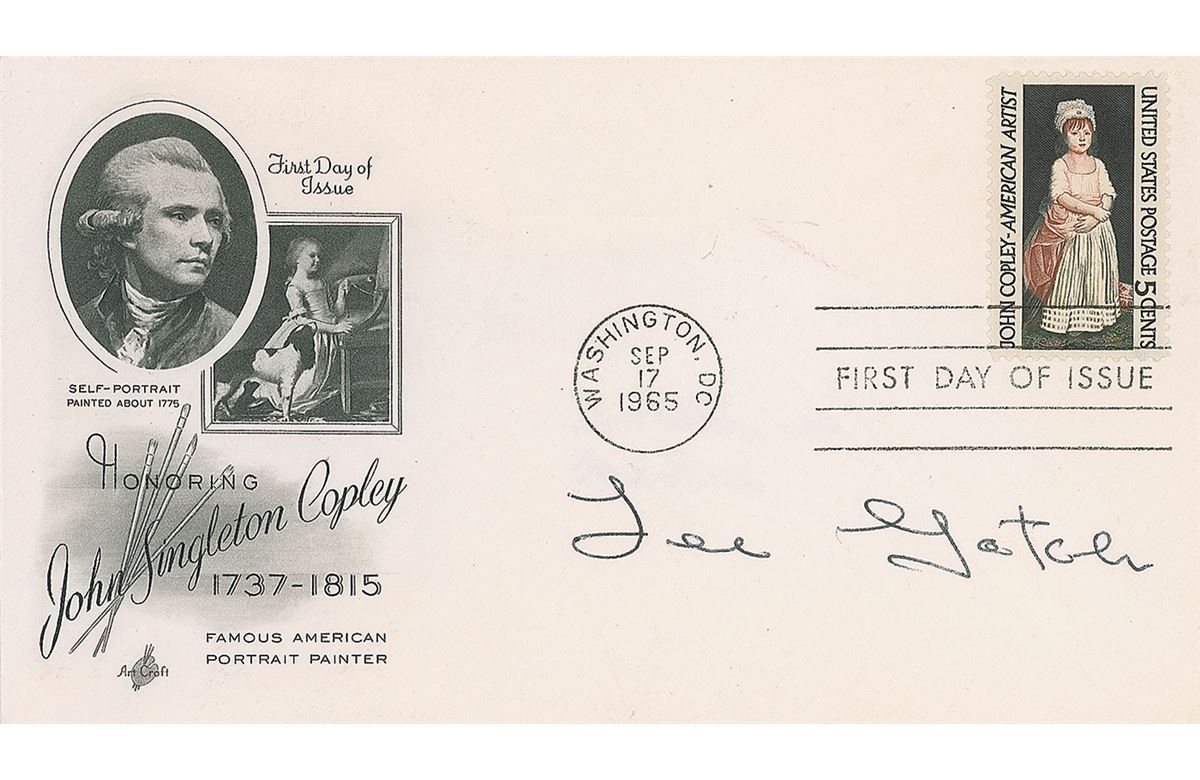 First Day of
Issue
SELF-PORTRAIT
PAINTED ABOUT 1775
HONORING
John Singleton Copley
1737-1815
FAMOUS AMERICAN
PORTRAIT PAINTER
Art Craft
WASHINGTON, DC
SEP
17
1965
JOHN COPLEY-AMERICAN ARTIST
UNITED STATES POSTAGE 5 CENTS
FIRST DAY OF ISSUE
Lee Gatch